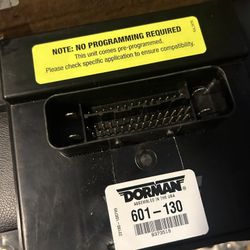 NOTE: NO PROGRAMMING REQUIRED
This unit comes pre-programmed.
Please check specific application to ensure compatibility.
DORMAN®
ASSEMBLED IN THE USA
601-130